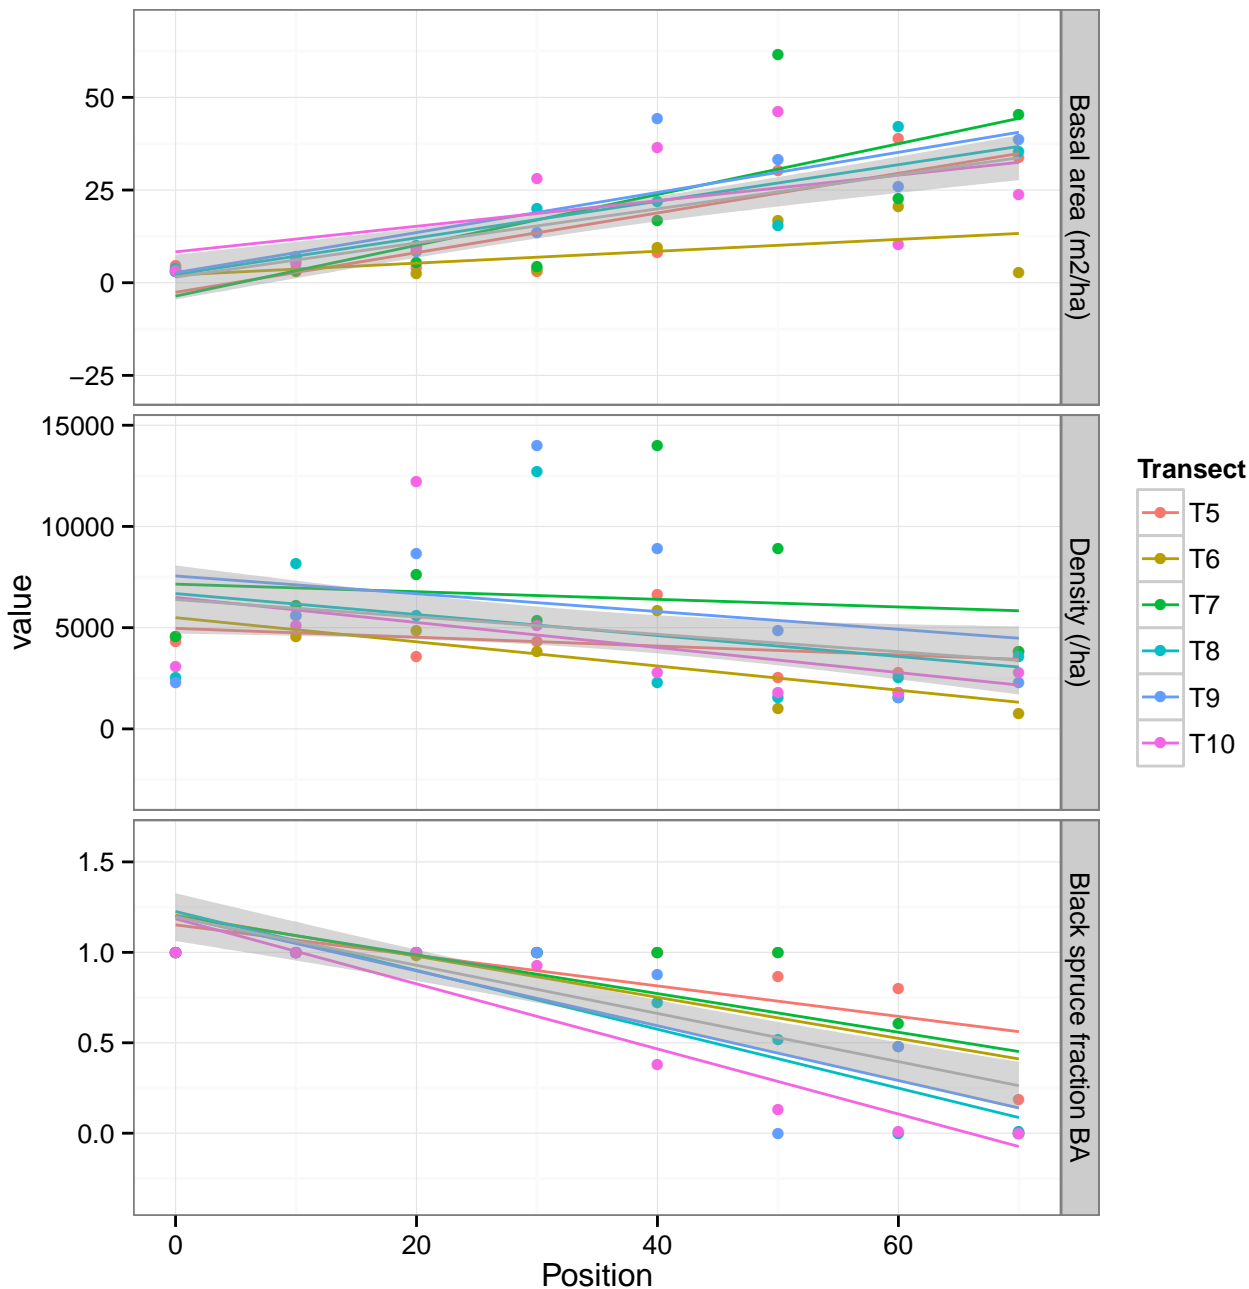 50
25
0
−25
Basal area (m2/ha)
15000
10000
5000
0
Density (/ha)
value
1.5
1.0
0.5
0.0
Black spruce fraction BA
0
20
40
60
Position
Transect
T5
T6
T7
T8
T9
T10